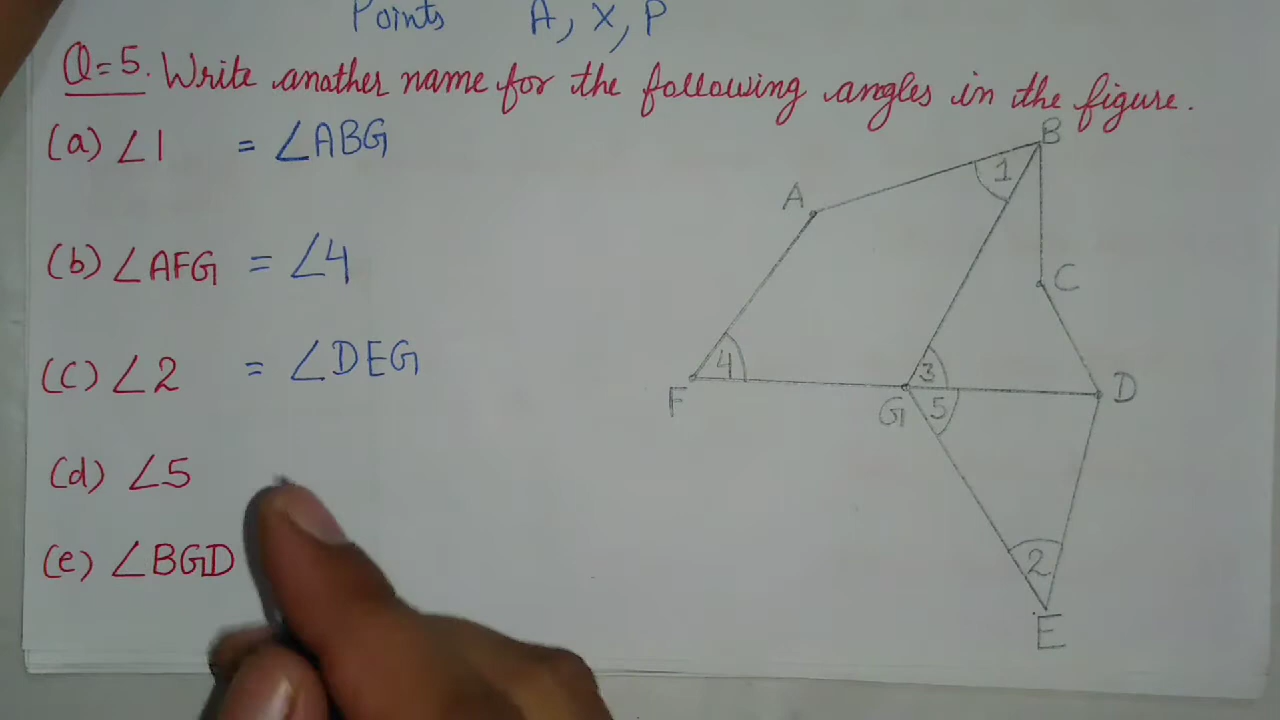 Points A, X, P
Q=5. Write another name for the following angles in the figure.
(a) ∠1 = ∠ABG
(b) ∠AFG = ∠4
(c) ∠2 = ∠DEG
(d) ∠5
(e) ∠BGD
B
1
A
C
4
3
F
G
5
D
2
E